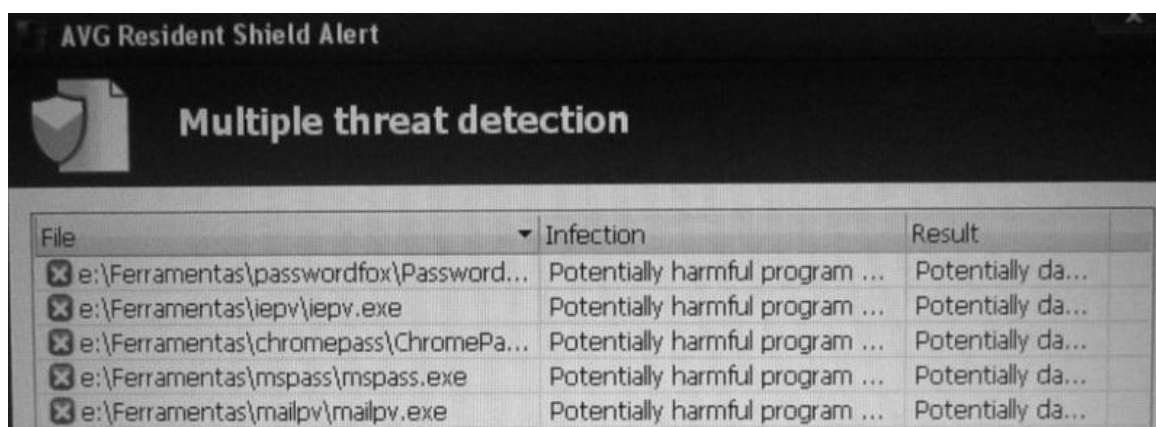 AVG Resident Shield Alert
Multiple threat detection
File Infection Result
e:\Ferramentas\passwordfox\Password... Potentially harmful program ... Potentially da...
e:\Ferramentas\iepv\iepv.exe Potentially harmful program ... Potentially da...
e:\Ferramentas\chromepass\ChromePa... Potentially harmful program ... Potentially da...
e:\Ferramentas\mspass\mspass.exe Potentially harmful program ... Potentially da...
e:\Ferramentas\mailpv\mailpv.exe Potentially harmful program ... Potentially da...